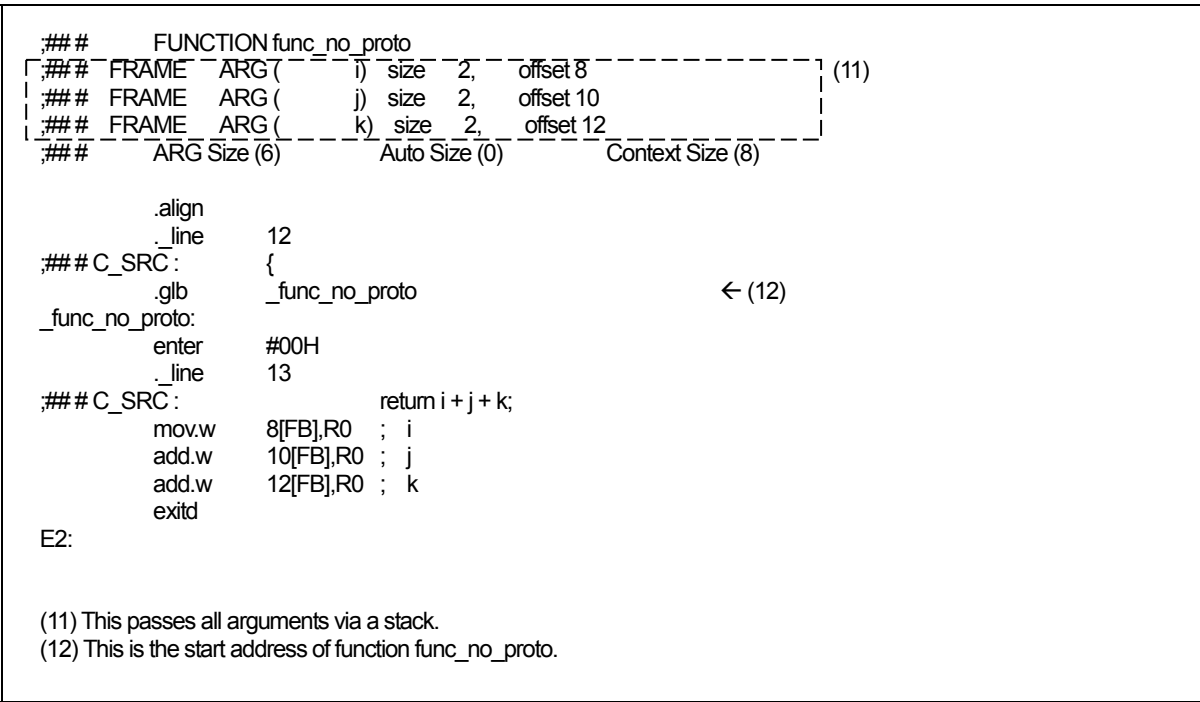 ;### FUNCTION func_no_proto
;### FRAME ARG ( i) size 2, offset 8 (11)
;### FRAME ARG ( j) size 2, offset 10
;### FRAME ARG ( k) size 2, offset 12
;### ARG Size (6) Auto Size (0) Context Size (8)
.align
._line 12
;### C_SRC : {
.glb _func_no_proto ← (12)
_func_no_proto:
enter #00H
._line 13
;### C_SRC : return i + j + k;
mov.w 8[FB],R0 ; i
add.w 10[FB],R0 ; j
add.w 12[FB],R0 ; k
exitd
E2:
(11) This passes all arguments via a stack.
(12) This is the start address of function func_no_proto.